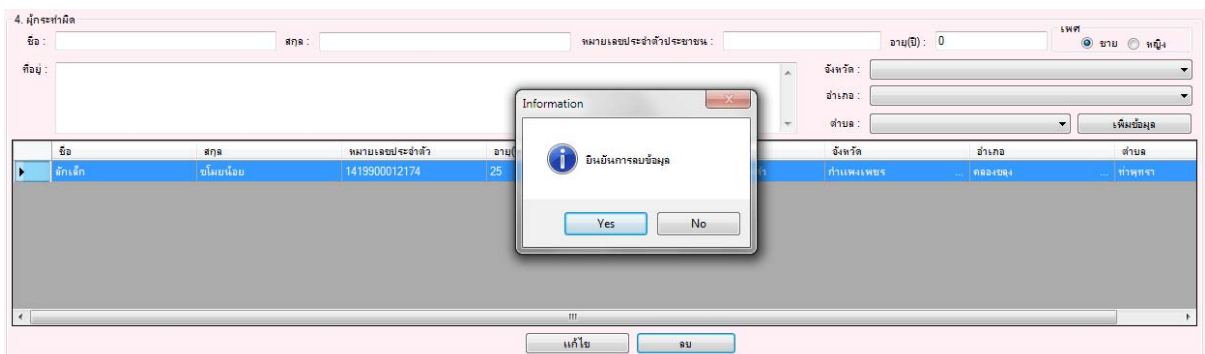 4. ผู้กระทำผิด
ชื่อ : สกุล : หมายเลขประจำตัวประชาชน : อายุ(ปี) : 0 เพศ ชาย หญิง
ที่อยู่ : จังหวัด :
อำเภอ :
ตำบล : เพิ่มข้อมูล
Information
ยืนยันการลบข้อมูล
Yes No
ชื่อ สกุล หมายเลขประจำตัว อายุ( จังหวัด อำเภอ ตำบล
ลักเล็ก ขโมยน้อย 1419900012174 25 กำแพงเพชร ... คลองขลุง ... ท่าพุทรา
แก้ไข ลบ